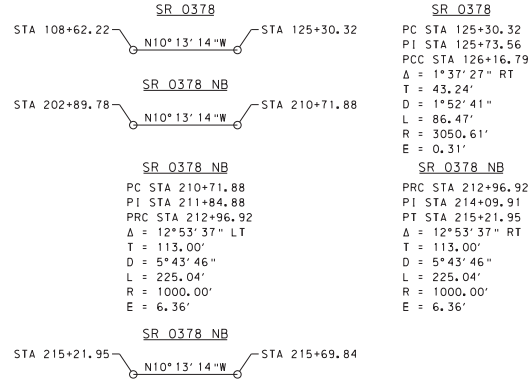 SR 0378
STA 108+62.22
STA 125+30.32
N10°13'14"W
SR 0378 NB
STA 202+89.78
STA 210+71.88
N10°13'14"W
SR 0378 NB
PC STA 210+71.88
PI STA 211+84.88
PRC STA 212+96.92
Δ = 12°53'37" LT
T = 113.00'
D = 5°43'46"
L = 225.04'
R = 1000.00'
E = 6.36'
SR 0378 NB
STA 215+21.95
STA 215+69.84
N10°13'14"W
SR 0378
PC STA 125+30.32
PI STA 125+73.56
PCC STA 126+16.79
Δ = 1°37'27" RT
T = 43.24'
D = 1°52'41"
L = 86.47'
R = 3050.61'
E = 0.31'
SR 0378 NB
PRC STA 212+96.92
PI STA 214+09.91
PT STA 215+21.95
Δ = 12°53'37" RT
T = 113.00'
D = 5°43'46"
L = 225.04'
R = 1000.00'
E = 6.36'